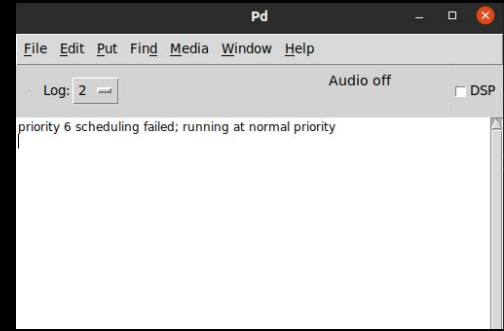 Pd
File Edit Put Find Media Window Help
Log: 2 Audio off DSP
priority 6 scheduling failed; running at normal priority